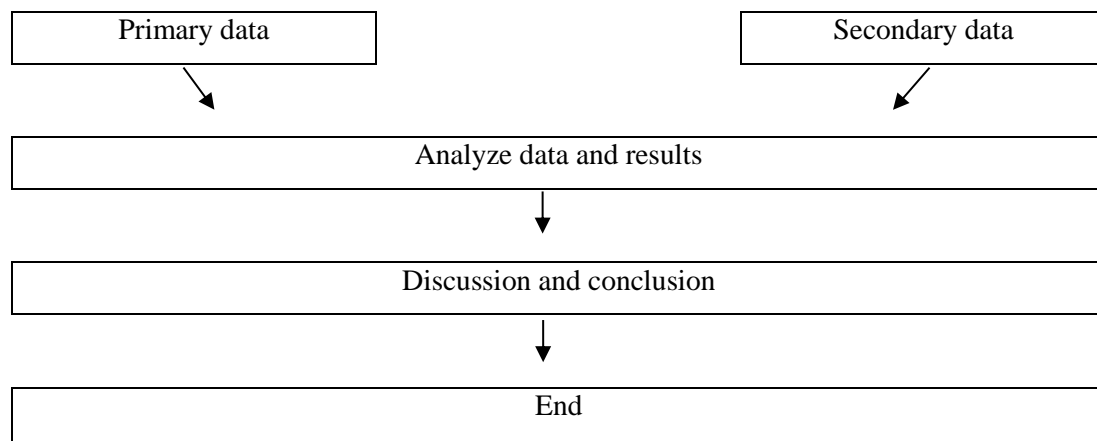 Primary data
Secondary data
Analyze data and results
Discussion and conclusion
End